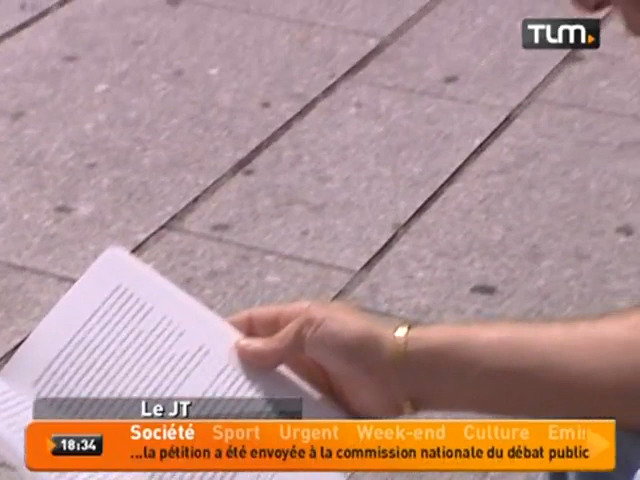 TLM
Le JT
18:34
Société Sport Urgent Week-end Culture Emi
...la pétition a été envoyée à la commission nationale du débat public